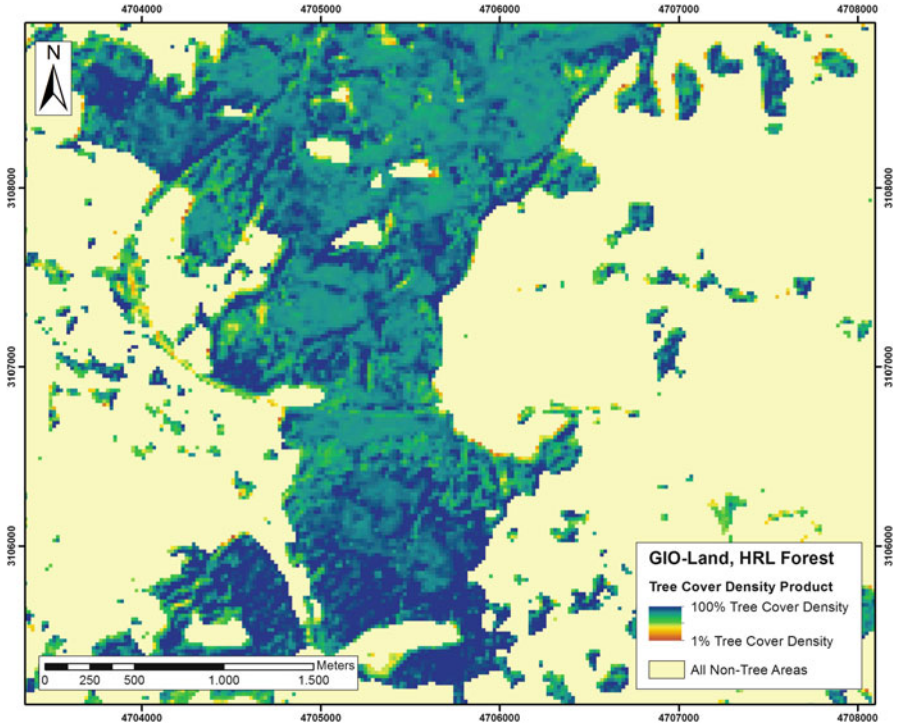 4704000 4705000 4706000 4707000 4708000
N
3108000 3108000
3107000 3107000
3106000 3106000
GIO-Land, HRL Forest
Tree Cover Density Product
100% Tree Cover Density
1% Tree Cover Density
All Non-Tree Areas
Meters
0 250 500 1.000 1.500
4704000 4705000 4706000 4707000 4708000